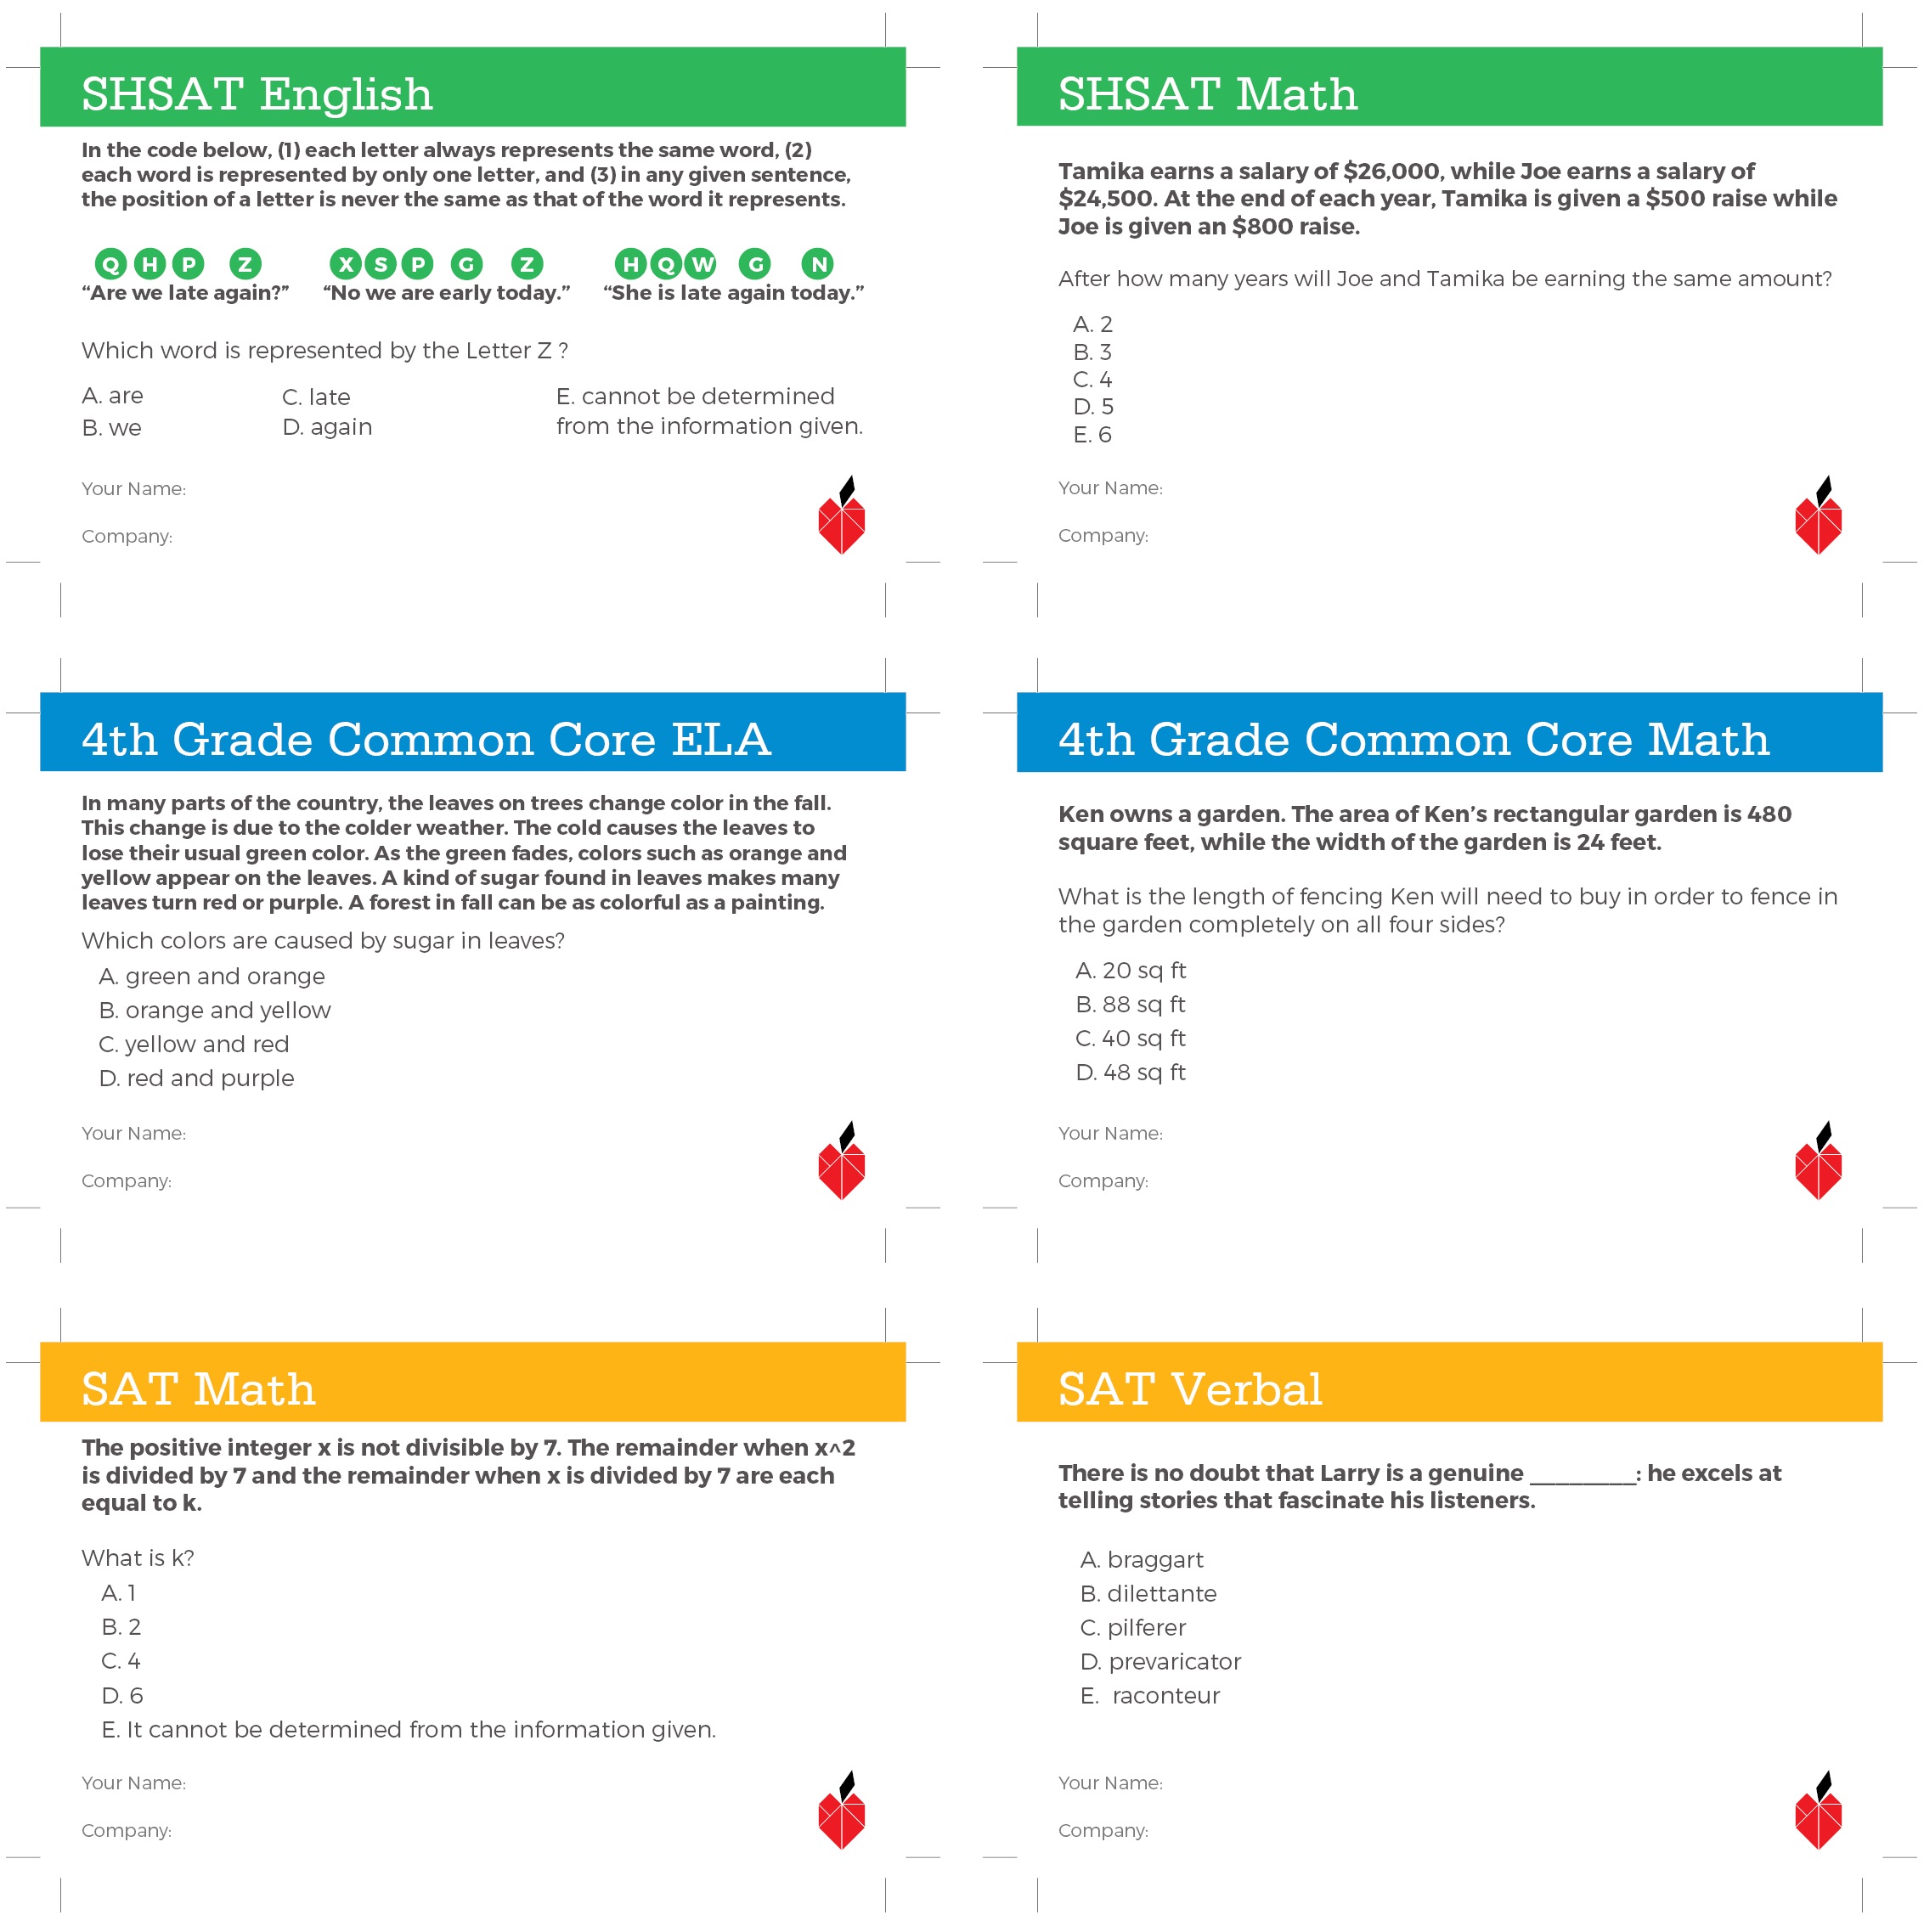 SHSAT English
In the code below, (1) each letter always represents the same word, (2)
each word is represented by only one letter, and (3) in any given sentence,
the position of a letter is never the same as that of the word it represents.
Q H P Z
“Are we late again?”
X S P G Z
“No we are early today.”
H Q W G N
“She is late again today.”
Which word is represented by the Letter Z ?
A. are
B. we
C. late
D. again
E. cannot be determined
from the information given.
Your Name:
Company:
SHSAT Math
Tamika earns a salary of $26,000, while Joe earns a salary of
$24,500. At the end of each year, Tamika is given a $500 raise while
Joe is given an $800 raise.
After how many years will Joe and Tamika be earning the same amount?
A. 2
B. 3
C. 4
D. 5
E. 6
Your Name:
Company:
4th Grade Common Core ELA
In many parts of the country, the leaves on trees change color in the fall.
This change is due to the colder weather. The cold causes the leaves to
lose their usual green color. As the green fades, colors such as orange and
yellow appear on the leaves. A kind of sugar found in leaves makes many
leaves turn red or purple. A forest in fall can be as colorful as a painting.
Which colors are caused by sugar in leaves?
A. green and orange
B. orange and yellow
C. yellow and red
D. red and purple
Your Name:
Company:
4th Grade Common Core Math
Ken owns a garden. The area of Ken’s rectangular garden is 480
square feet, while the width of the garden is 24 feet.
What is the length of fencing Ken will need to buy in order to fence in
the garden completely on all four sides?
A. 20 sq ft
B. 88 sq ft
C. 40 sq ft
D. 48 sq ft
Your Name:
Company:
SAT Math
The positive integer x is not divisible by 7. The remainder when x^2
is divided by 7 and the remainder when x is divided by 7 are each
equal to k.
What is k?
A. 1
B. 2
C. 4
D. 6
E. It cannot be determined from the information given.
Your Name:
Company:
SAT Verbal
There is no doubt that Larry is a genuine ________: he excels at
telling stories that fascinate his listeners.
A. braggart
B. dilettante
C. pilferer
D. prevaricator
E. raconteur
Your Name:
Company: